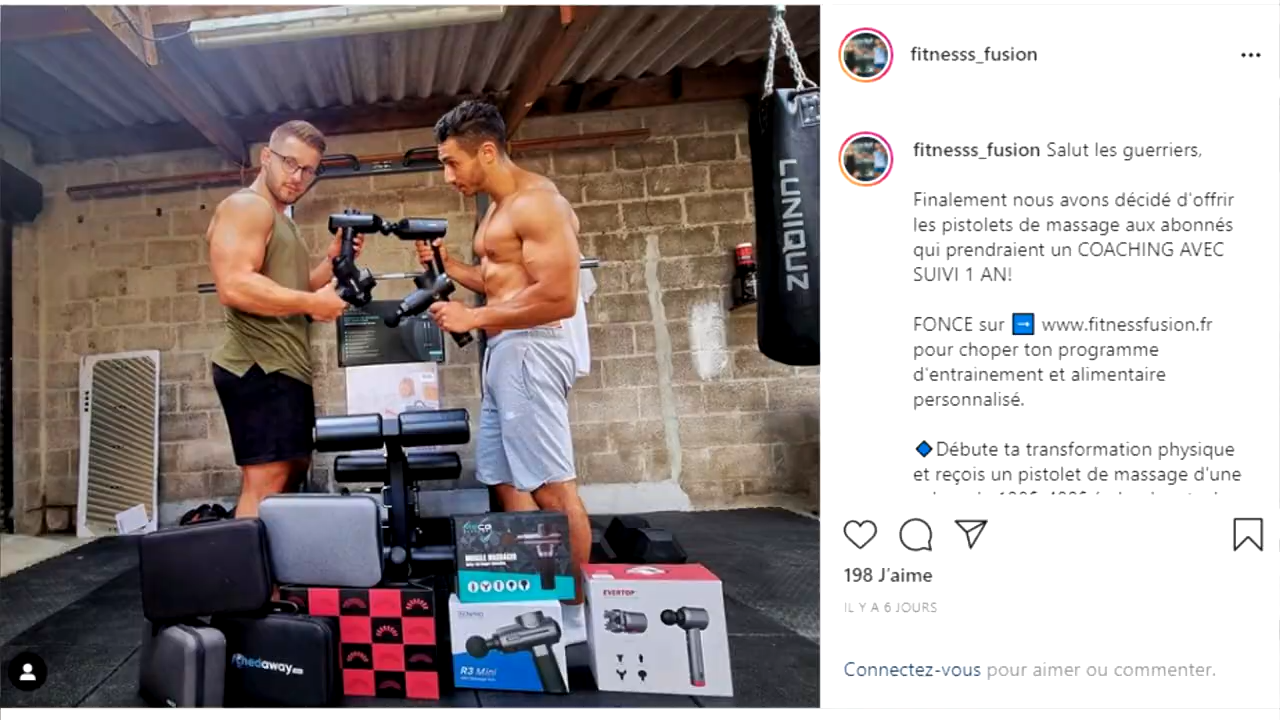 fitnesss_fusion
fitnesss_fusion Salut les guerriers,
Finalement nous avons décidé d'offrir
les pistolets de massage aux abonnés
qui prendraient un COACHING AVEC
SUIVI 1 AN!
FONCE sur ➡ www.fitnessfusion.fr
pour choper ton programme
d'entrainement et alimentaire
personnalisé.
🔹Débute ta transformation physique
et reçois un pistolet de massage d'une
198 J'aime
IL Y A 6 JOURS
Connectez-vous pour aimer ou commenter.
LUNIQUZ
MUSCLE MASSAGER
EVERTOP
R3 Mini